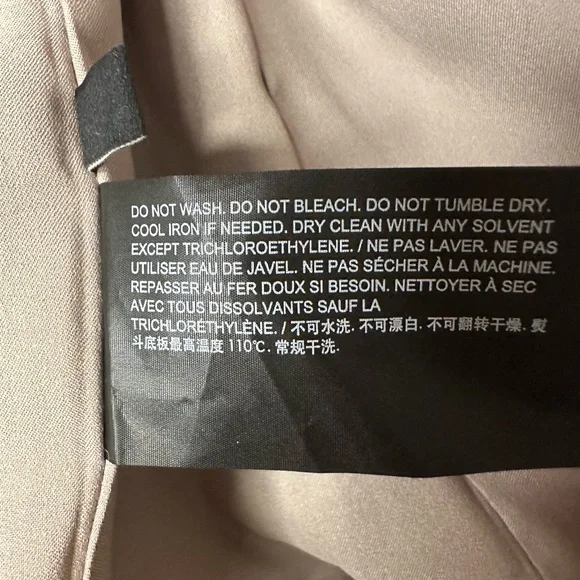 DO NOT WASH. DO NOT BLEACH. DO NOT TUMBLE DRY.
COOL IRON IF NEEDED. DRY CLEAN WITH ANY SOLVENT
EXCEPT TRICHLOROETHYLENE. / NE PAS LAVER. NE PAS
UTILISER EAU DE JAVEL. NE PAS SÉCHER À LA MACHINE.
REPASSER AU FER DOUX SI BESOIN. NETTOYER À SEC
AVEC TOUS DISSOLVANTS SAUF LA
TRICHLORÉTHYLÈNE. / 不可水洗. 不可漂白. 不可翻转干燥. 熨
斗底板最高温度 110℃. 常规干洗.